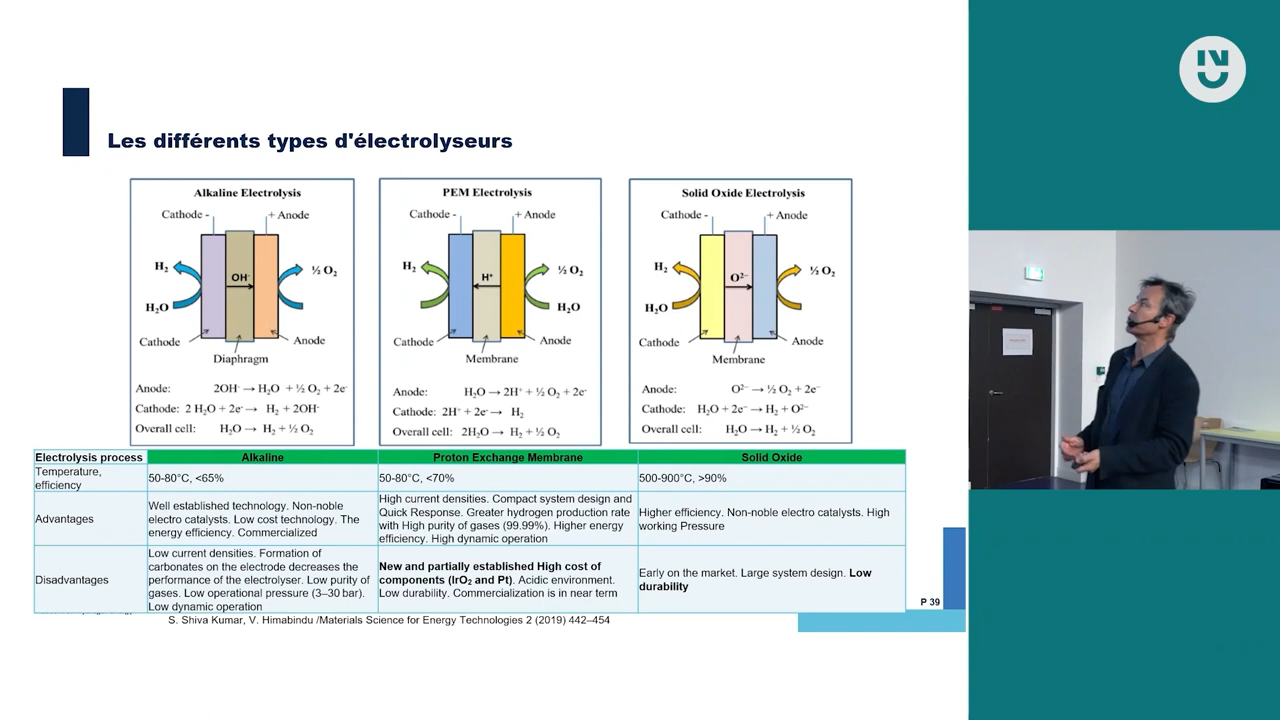 Les différents types d'électrolyseurs
Alkaline Electrolysis
Cathode - + Anode
H₂ ½ O₂
OH⁻
H₂O
Cathode Anode
Diaphragm
Anode: 2OH⁻ → H₂O + ½ O₂ + 2e⁻
Cathode: 2 H₂O + 2e⁻ → H₂ + 2OH⁻
Overall cell: H₂O → H₂ + ½ O₂
PEM Electrolysis
Cathode - + Anode
H₂ ½ O₂
H⁺
H₂O
Cathode Anode
Membrane
Anode: H₂O → 2H⁺ + ½ O₂ + 2e⁻
Cathode: 2H⁺ + 2e⁻ → H₂
Overall cell: 2H₂O → H₂ + ½ O₂
Solid Oxide Electrolysis
Cathode - + Anode
H₂ ½ O₂
O²⁻
H₂O
Cathode Anode
Membrane
Anode: O²⁻ → ½ O₂ + 2e⁻
Cathode: H₂O + 2e⁻ → H₂ + O²⁻
Overall cell: H₂O → H₂ + ½ O₂
Electrolysis process Alkaline Proton Exchange Membrane Solid Oxide
Temperature,
efficiency
50-80°C, <65%
50-80°C, <70%
500-900°C, >90%
Advantages
Well established technology. Non-noble
electro catalysts. Low cost technology. The
energy efficiency. Commercialized
High current densities. Compact system design and
Quick Response. Greater hydrogen production rate
with High purity of gases (99.99%). Higher energy
efficiency. High dynamic operation
Higher efficiency. Non-noble electro catalysts. High
working Pressure
Disadvantages
Low current densities. Formation of
carbonates on the electrode decreases the
performance of the electrolyser. Low purity of
gases. Low operational pressure (3–30 bar).
Low dynamic operation
New and partially established High cost of
components (IrO₂ and Pt). Acidic environment.
Low durability. Commercialization is in near term
Early on the market. Large system design. Low
durability
P 39
S. Shiva Kumar, V. Himabindu /Materials Science for Energy Technologies 2 (2019) 442–454